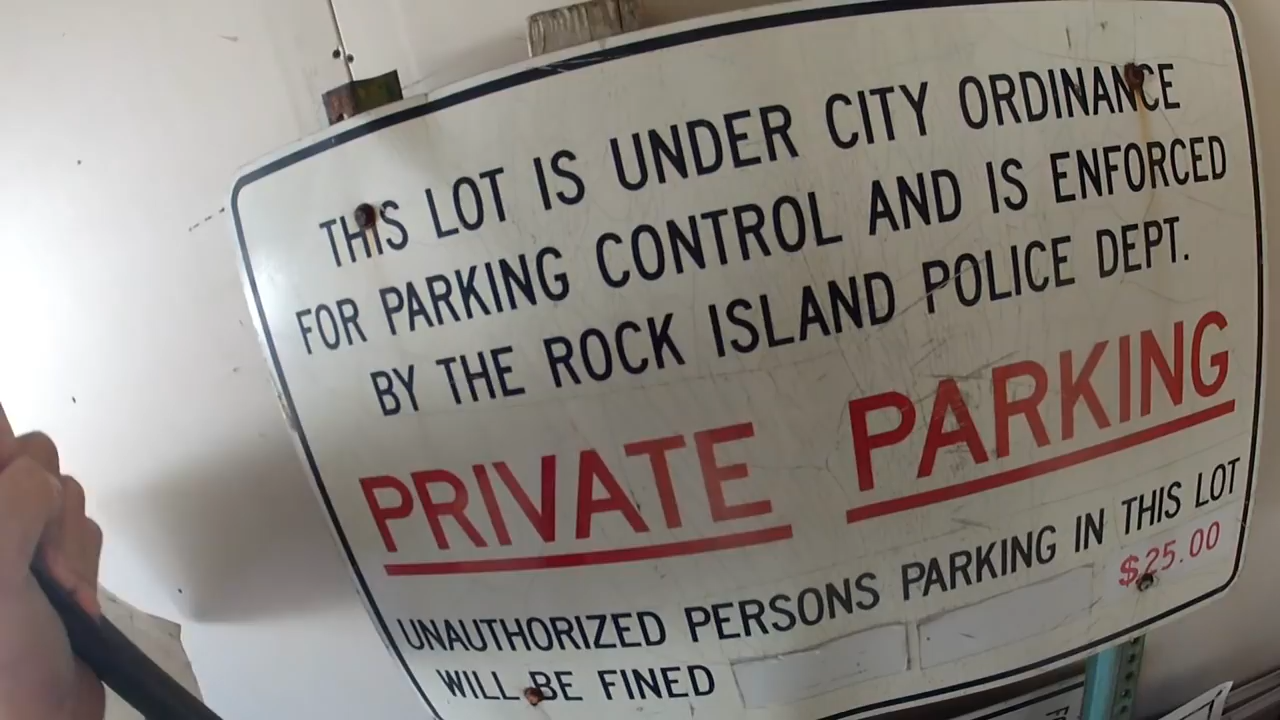 THIS LOT IS UNDER CITY ORDINANCE
FOR PARKING CONTROL AND IS ENFORCED
BY THE ROCK ISLAND POLICE DEPT.
PRIVATE PARKING
UNAUTHORIZED PERSONS PARKING IN THIS LOT
WILL BE FINED $25.00